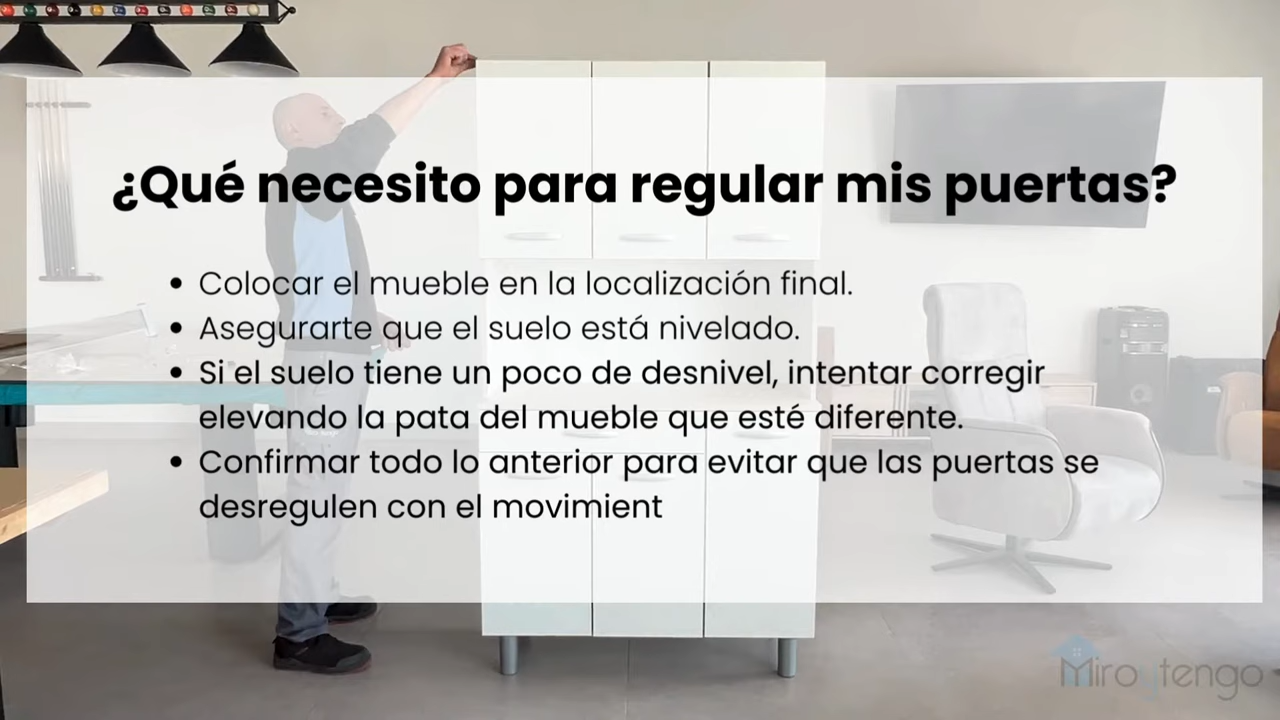 ¿Qué necesito para regular mis puertas?
• Colocar el mueble en la localización final.
• Asegurarte que el suelo está nivelado.
• Si el suelo tiene un poco de desnivel, intentar corregir
elevando la pata del mueble que esté diferente.
• Confirmar todo lo anterior para evitar que las puertas se
desregulen con el movimient
Miroytengo